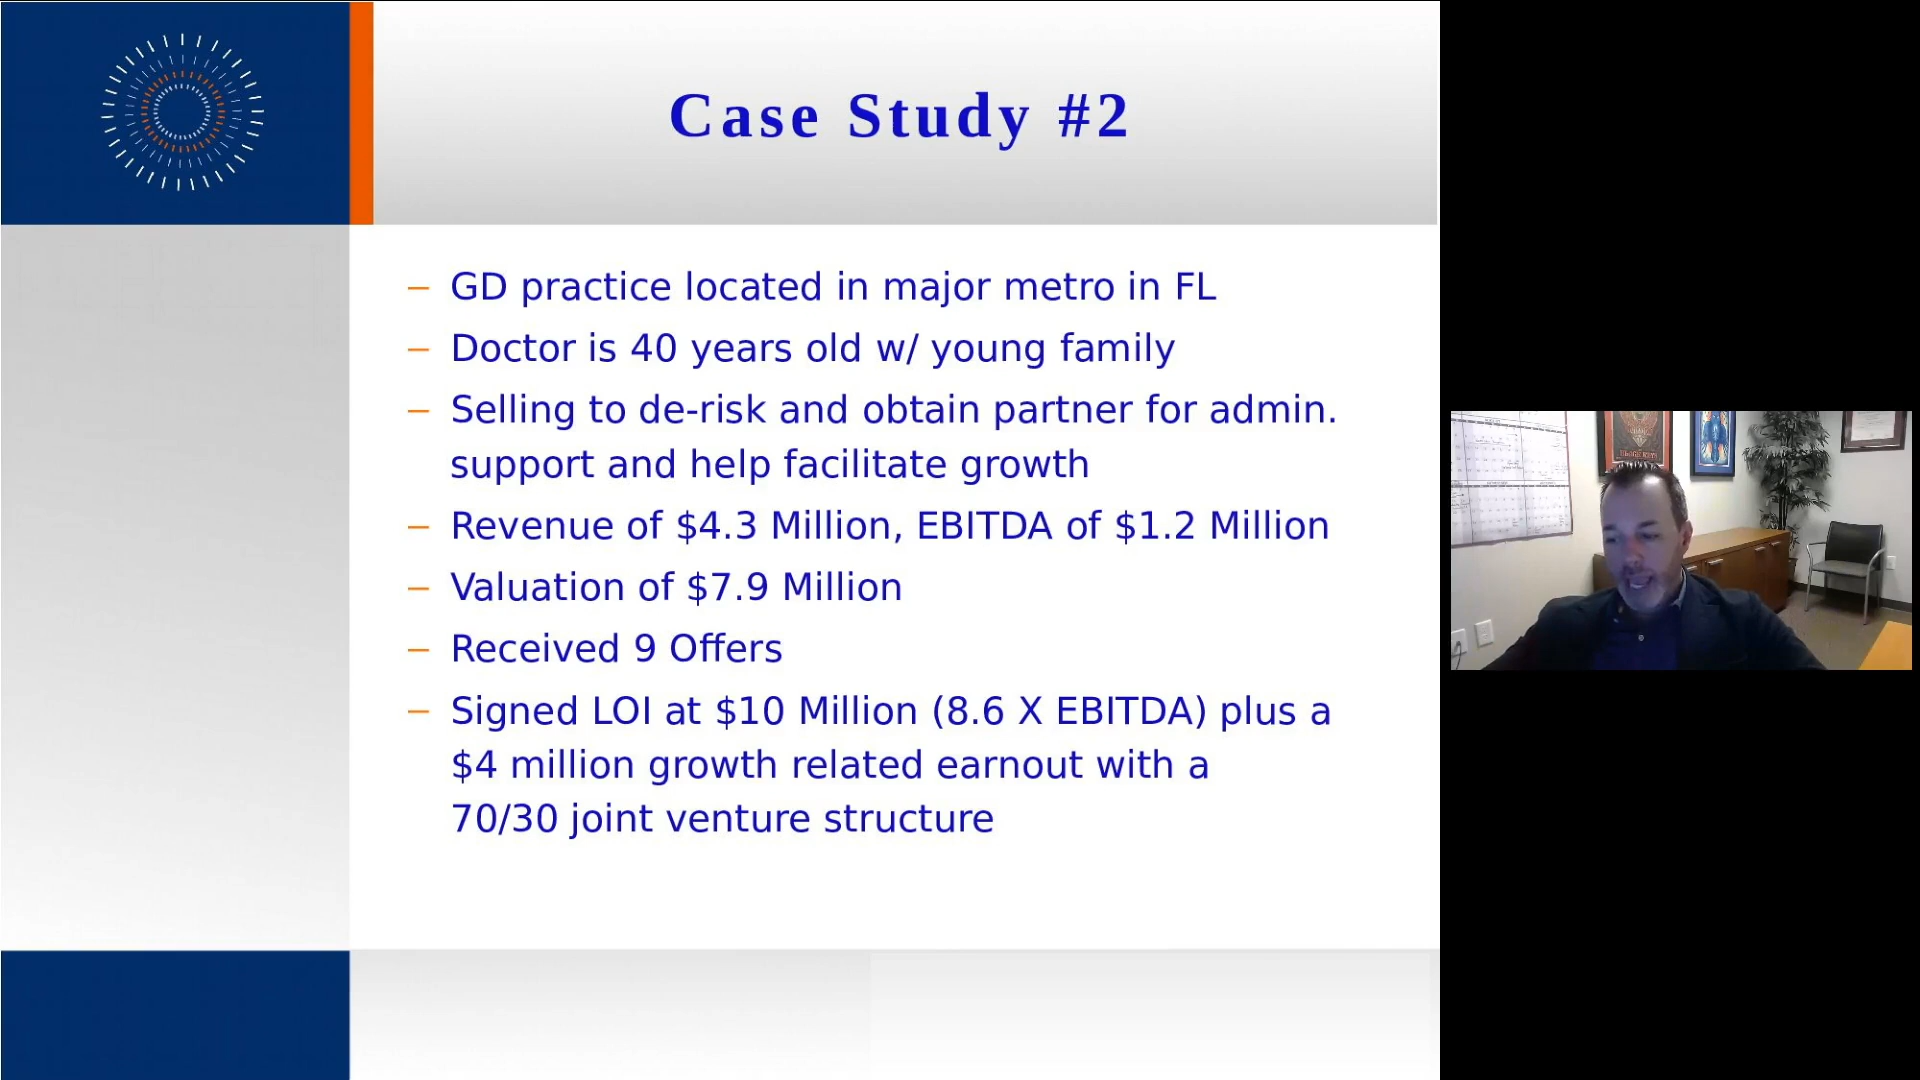 Case Study #2
– GD practice located in major metro in FL
– Doctor is 40 years old w/ young family
– Selling to de-risk and obtain partner for admin.
support and help facilitate growth
– Revenue of $4.3 Million, EBITDA of $1.2 Million
– Valuation of $7.9 Million
– Received 9 Offers
– Signed LOI at $10 Million (8.6 X EBITDA) plus a
$4 million growth related earnout with a
70/30 joint venture structure